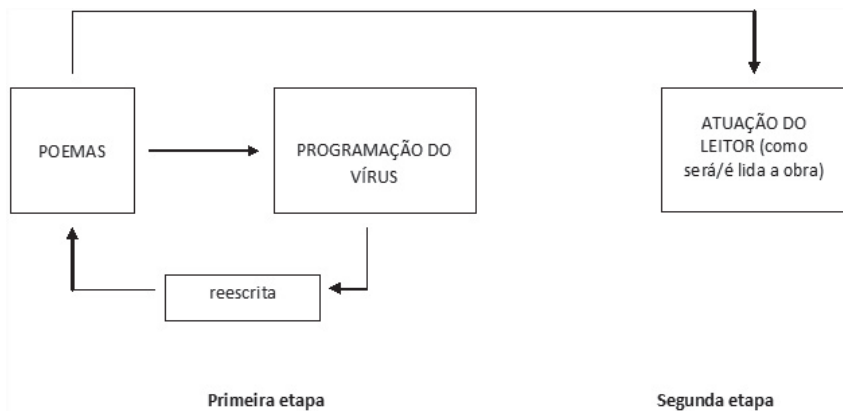 POEMAS
PROGRAMAÇÃO DO
VÍRUS
ATUAÇÃO DO
LEITOR (como
será/é lida a obra)
reescrita
Primeira etapa
Segunda etapa